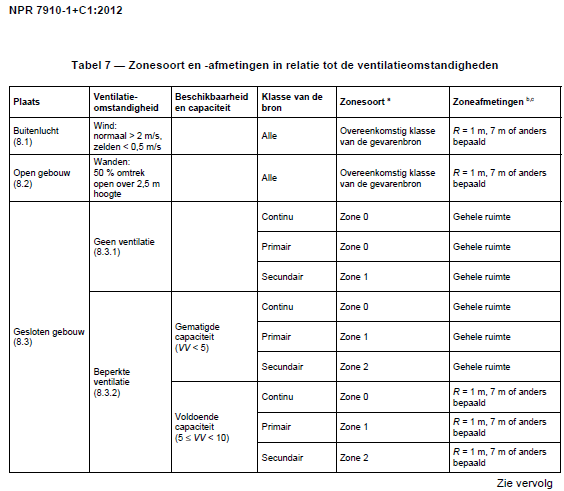 NPR 7910-1+C1:2012
Tabel 7 — Zonesoort en -afmetingen in relatie tot de ventilatieomstandigheden
Plaats
Ventilatie-
omstandigheid
Beschikbaarheid
en capaciteit
Klasse van de
bron
Zonesoort ᵃ
Zoneafmetingen ᵇ,ᶜ
Buitenlucht
(8.1)
Wind:
normaal > 2 m/s,
zelden < 0,5 m/s
Alle
Overeenkomstig klasse
van de gevarenbron
R = 1 m, 7 m of anders
bepaald
Open gebouw
(8.2)
Wanden:
50 % omtrek
open over 2,5 m
hoogte
Alle
Overeenkomstig klasse
van de gevarenbron
R = 1 m, 7 m of anders
bepaald
Gesloten gebouw
(8.3)
Geen ventilatie
(8.3.1)
Continu
Zone 0
Gehele ruimte
Primair
Zone 0
Gehele ruimte
Secundair
Zone 1
Gehele ruimte
Beperkte
ventilatie
(8.3.2)
Gematigde
capaciteit
(VV < 5)
Continu
Zone 0
Gehele ruimte
Primair
Zone 1
Gehele ruimte
Secundair
Zone 2
Gehele ruimte
Voldoende
capaciteit
(5 ≤ VV < 10)
Continu
Zone 0
R = 1 m, 7 m of anders
bepaald
Primair
Zone 1
R = 1 m, 7 m of anders
bepaald
Secundair
Zone 2
R = 1 m, 7 m of anders
bepaald
Zie vervolg